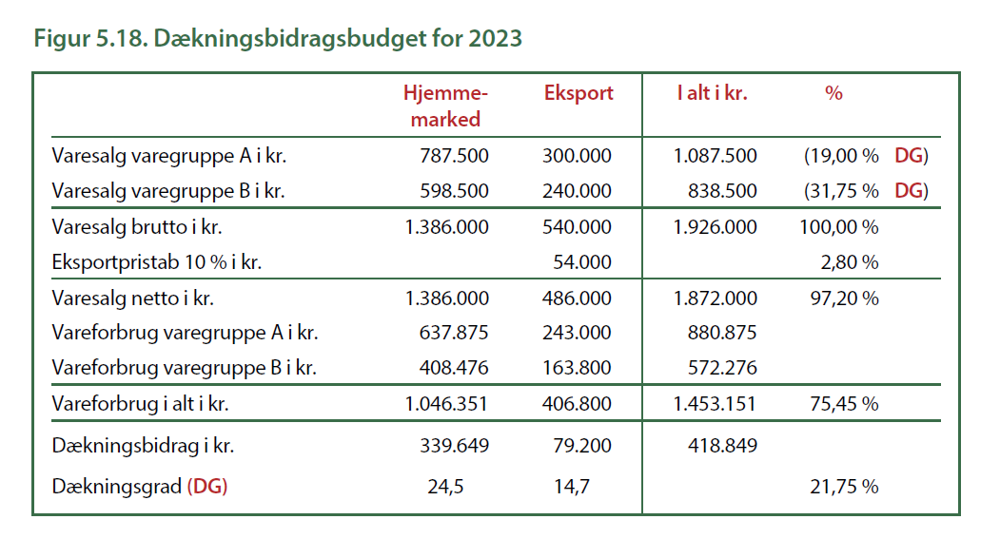 Figur 5.18. Dækningsbidragsbudget for 2023
Hjemme- Eksport I alt i kr. %
marked
Varesalg varegruppe A i kr. 787.500 300.000 1.087.500 (19,00 % DG)
Varesalg varegruppe B i kr. 598.500 240.000 838.500 (31,75 % DG)
Varesalg brutto i kr. 1.386.000 540.000 1.926.000 100,00 %
Eksportpristab 10 % i kr. 54.000 2,80 %
Varesalg netto i kr. 1.386.000 486.000 1.872.000 97,20 %
Vareforbrug varegruppe A i kr. 637.875 243.000 880.875
Vareforbrug varegruppe B i kr. 408.476 163.800 572.276
Vareforbrug i alt i kr. 1.046.351 406.800 1.453.151 75,45 %
Dækningsbidrag i kr. 339.649 79.200 418.849
Dækningsgrad (DG) 24,5 14,7 21,75 %